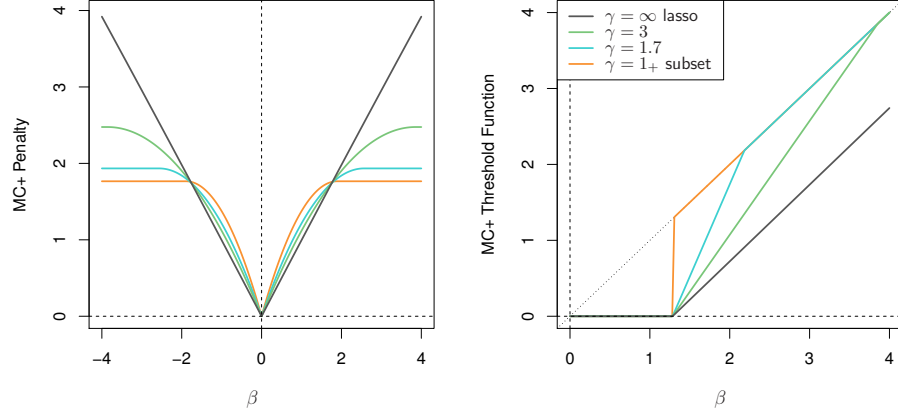 MC+ Penalty
4
3
2
1
0
−4 −2 0 2 4
β
MC+ Threshold Function
4
3
2
1
0
γ = ∞ lasso
γ = 3
γ = 1.7
γ = 1₊ subset
0 1 2 3 4
β